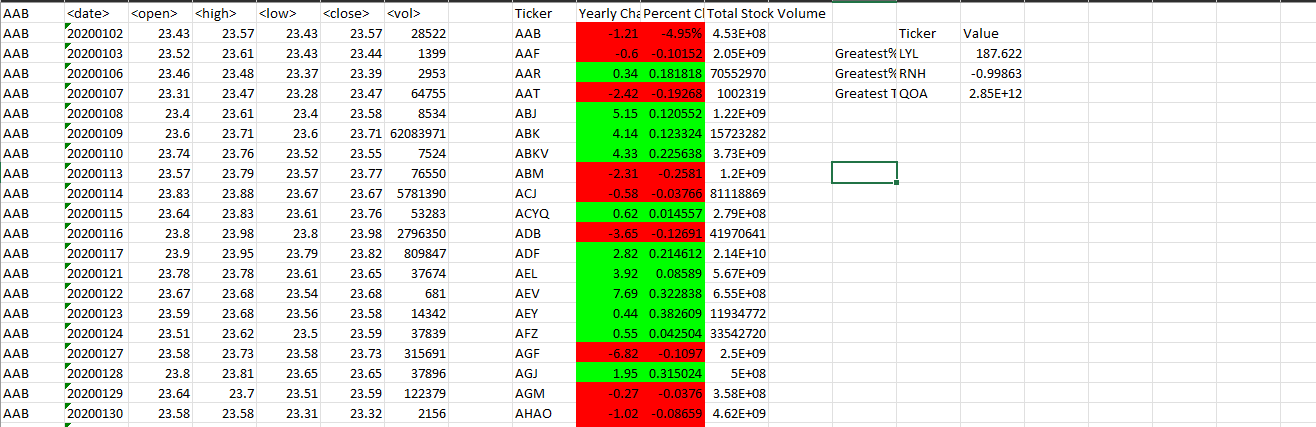 AAB <date> <open> <high> <low> <close> <vol> Ticker Yearly Cha Percent Cl Total Stock Volume
AAB 20200102 23.43 23.57 23.43 23.57 28522 AAB -1.21 -4.95% 4.53E+08 Ticker Value
AAB 20200103 23.52 23.61 23.43 23.44 1399 AAF -0.6 -0.10152 2.05E+09 Greatest% LYL 187.622
AAB 20200106 23.46 23.48 23.37 23.39 2953 AAR 0.34 0.181818 70552970 Greatest% RNH -0.99863
AAB 20200107 23.31 23.47 23.28 23.47 64755 AAT -2.42 -0.19268 1002319 Greatest T QOA 2.85E+12
AAB 20200108 23.4 23.61 23.4 23.58 8534 ABJ 5.15 0.120552 1.22E+09
AAB 20200109 23.6 23.71 23.6 23.71 62083971 ABK 4.14 0.123324 15723282
AAB 20200110 23.74 23.76 23.52 23.55 7524 ABKV 4.33 0.225638 3.73E+09
AAB 20200113 23.57 23.79 23.57 23.77 76550 ABM -2.31 -0.2581 1.2E+09
AAB 20200114 23.83 23.88 23.67 23.67 5781390 ACJ -0.58 -0.03766 81118869
AAB 20200115 23.64 23.83 23.61 23.76 53283 ACYQ 0.62 0.014557 2.79E+08
AAB 20200116 23.8 23.98 23.8 23.98 2796350 ADB -3.65 -0.12691 41970641
AAB 20200117 23.9 23.95 23.79 23.82 809847 ADF 2.82 0.214612 2.14E+10
AAB 20200121 23.78 23.78 23.61 23.65 37674 AEL 3.92 0.08589 5.67E+09
AAB 20200122 23.67 23.68 23.54 23.68 681 AEV 7.69 0.322838 6.55E+08
AAB 20200123 23.59 23.68 23.56 23.58 14342 AEY 0.44 0.382609 11934772
AAB 20200124 23.51 23.62 23.5 23.59 37839 AFZ 0.55 0.042504 33542720
AAB 20200127 23.58 23.73 23.58 23.73 315691 AGF -6.82 -0.1097 2.5E+09
AAB 20200128 23.8 23.81 23.65 23.65 37896 AGJ 1.95 0.315024 5E+08
AAB 20200129 23.64 23.7 23.51 23.59 122379 AGM -0.27 -0.0376 3.58E+08
AAB 20200130 23.58 23.58 23.31 23.32 2156 AHAO -1.02 -0.08659 4.62E+09